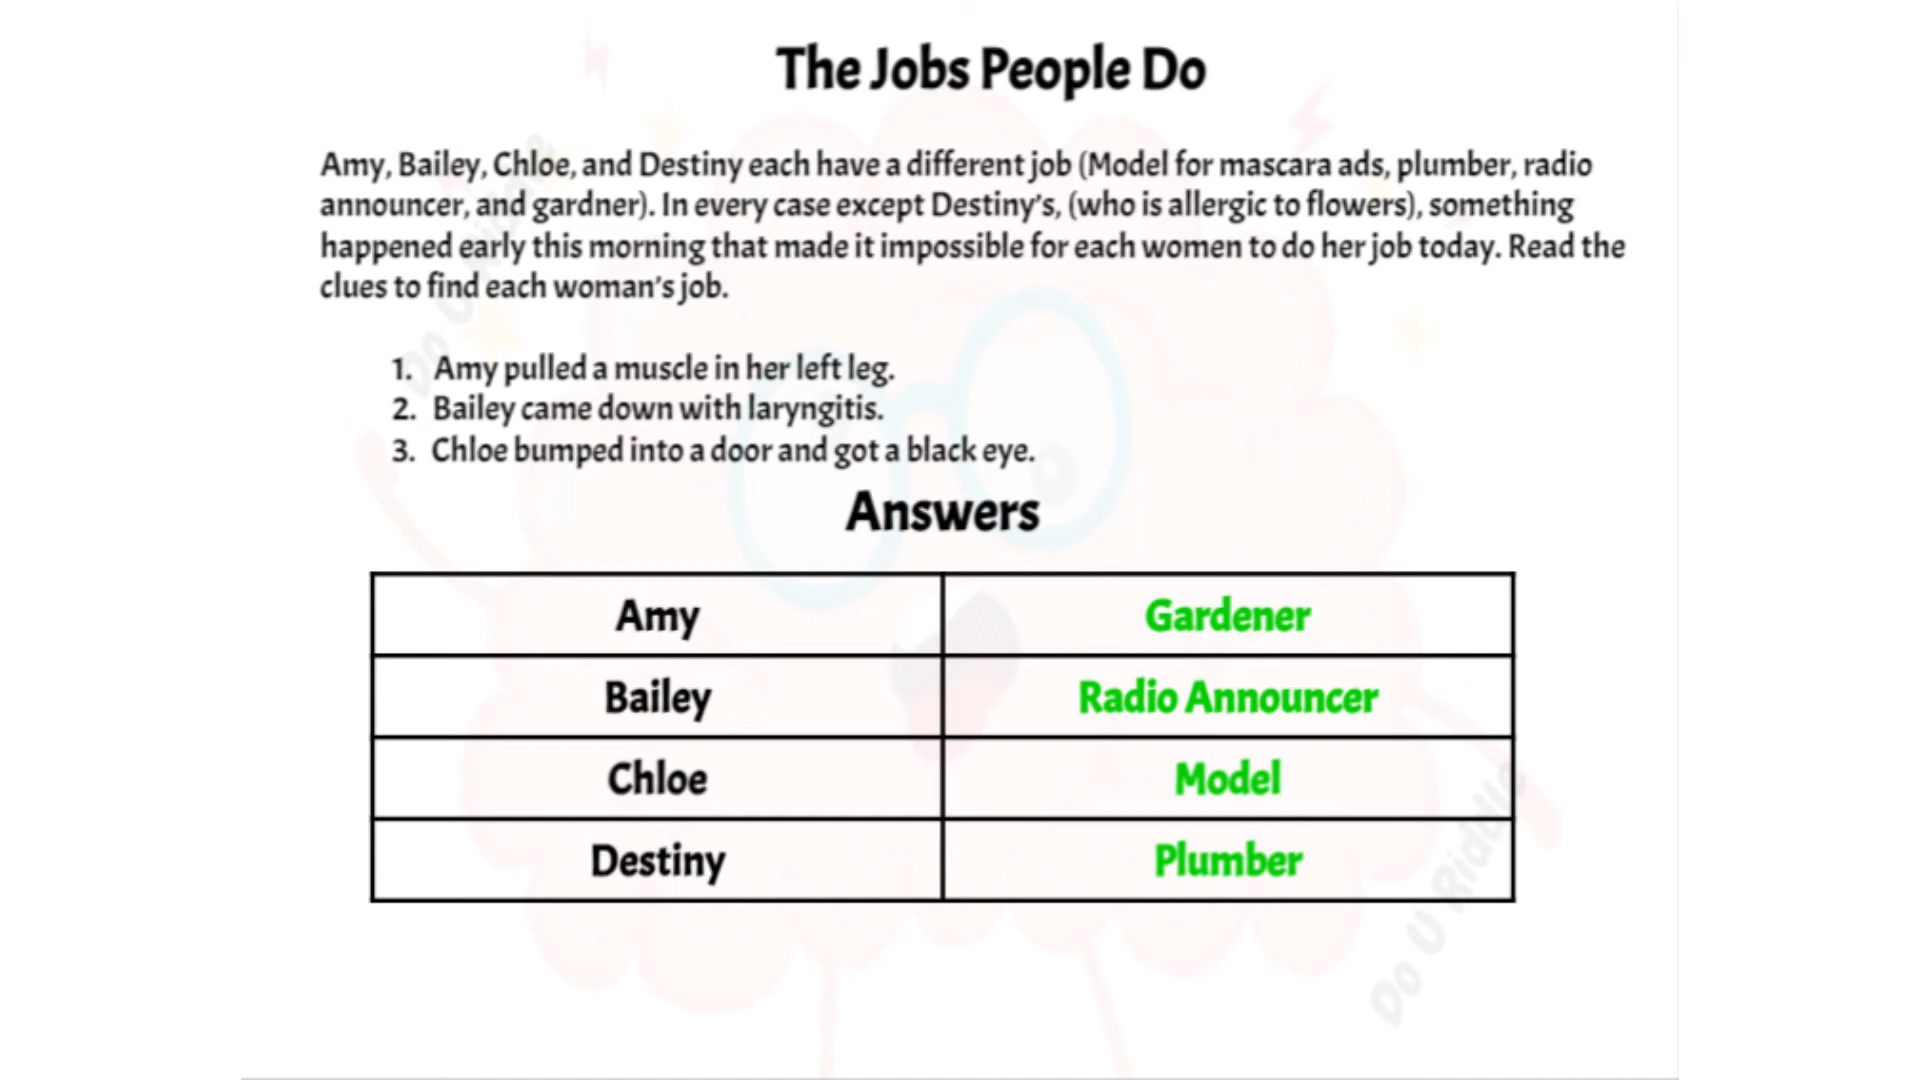 The Jobs People Do
Amy, Bailey, Chloe, and Destiny each have a different job (Model for mascara ads, plumber, radio
announcer, and gardner). In every case except Destiny's, (who is allergic to flowers), something
happened early this morning that made it impossible for each women to do her job today. Read the
clues to find each woman's job.
1. Amy pulled a muscle in her left leg.
2. Bailey came down with laryngitis.
3. Chloe bumped into a door and got a black eye.
Answers
Amy Gardener
Bailey Radio Announcer
Chloe Model
Destiny Plumber
Do U Riddle
Do U Riddle